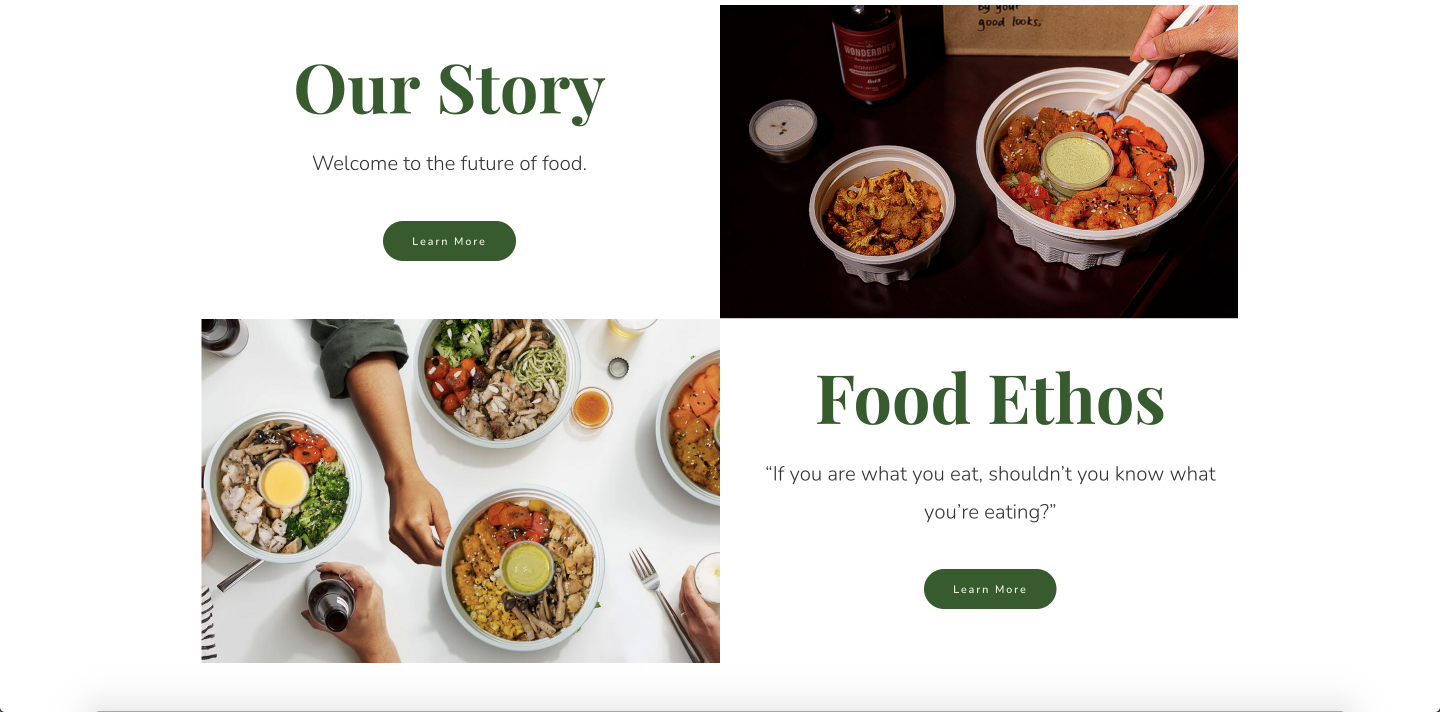 by your
good looks,
WONDERBREW
Our Story
Welcome to the future of food.
Learn More
Food Ethos
“If you are what you eat, shouldn’t you know what
you’re eating?”
Learn More